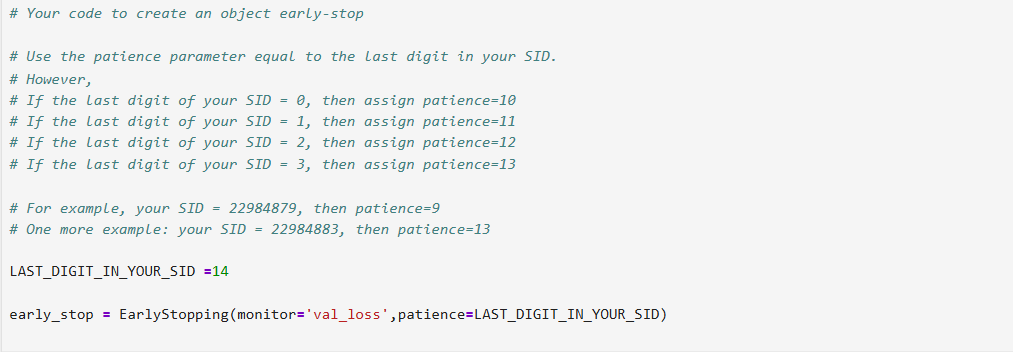 # Your code to create an object early-stop
# Use the patience parameter equal to the last digit in your SID.
# However,
# If the last digit of your SID = 0, then assign patience=10
# If the last digit of your SID = 1, then assign patience=11
# If the last digit of your SID = 2, then assign patience=12
# If the last digit of your SID = 3, then assign patience=13
# For example, your SID = 22984879, then patience=9
# One more example: your SID = 22984883, then patience=13
LAST_DIGIT_IN_YOUR_SID =14
early_stop = EarlyStopping(monitor='val_loss',patience=LAST_DIGIT_IN_YOUR_SID)